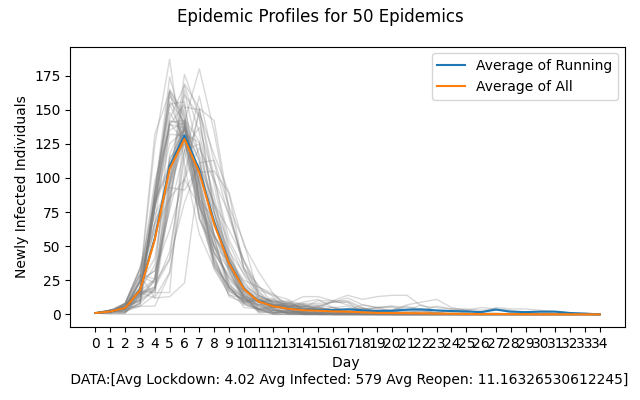 Epidemic Profiles for 50 Epidemics
Average of Running
Average of All
Newly Infected Individuals
175
150
125
100
75
50
25
0
0 1 2 3 4 5 6 7 8 9 10 11 12 13 14 15 16 17 18 19 20 21 22 23 24 25 26 27 28 29 30 31 32 33 34
Day
DATA:[Avg Lockdown: 4.02 Avg Infected: 579 Avg Reopen: 11.16326530612245]